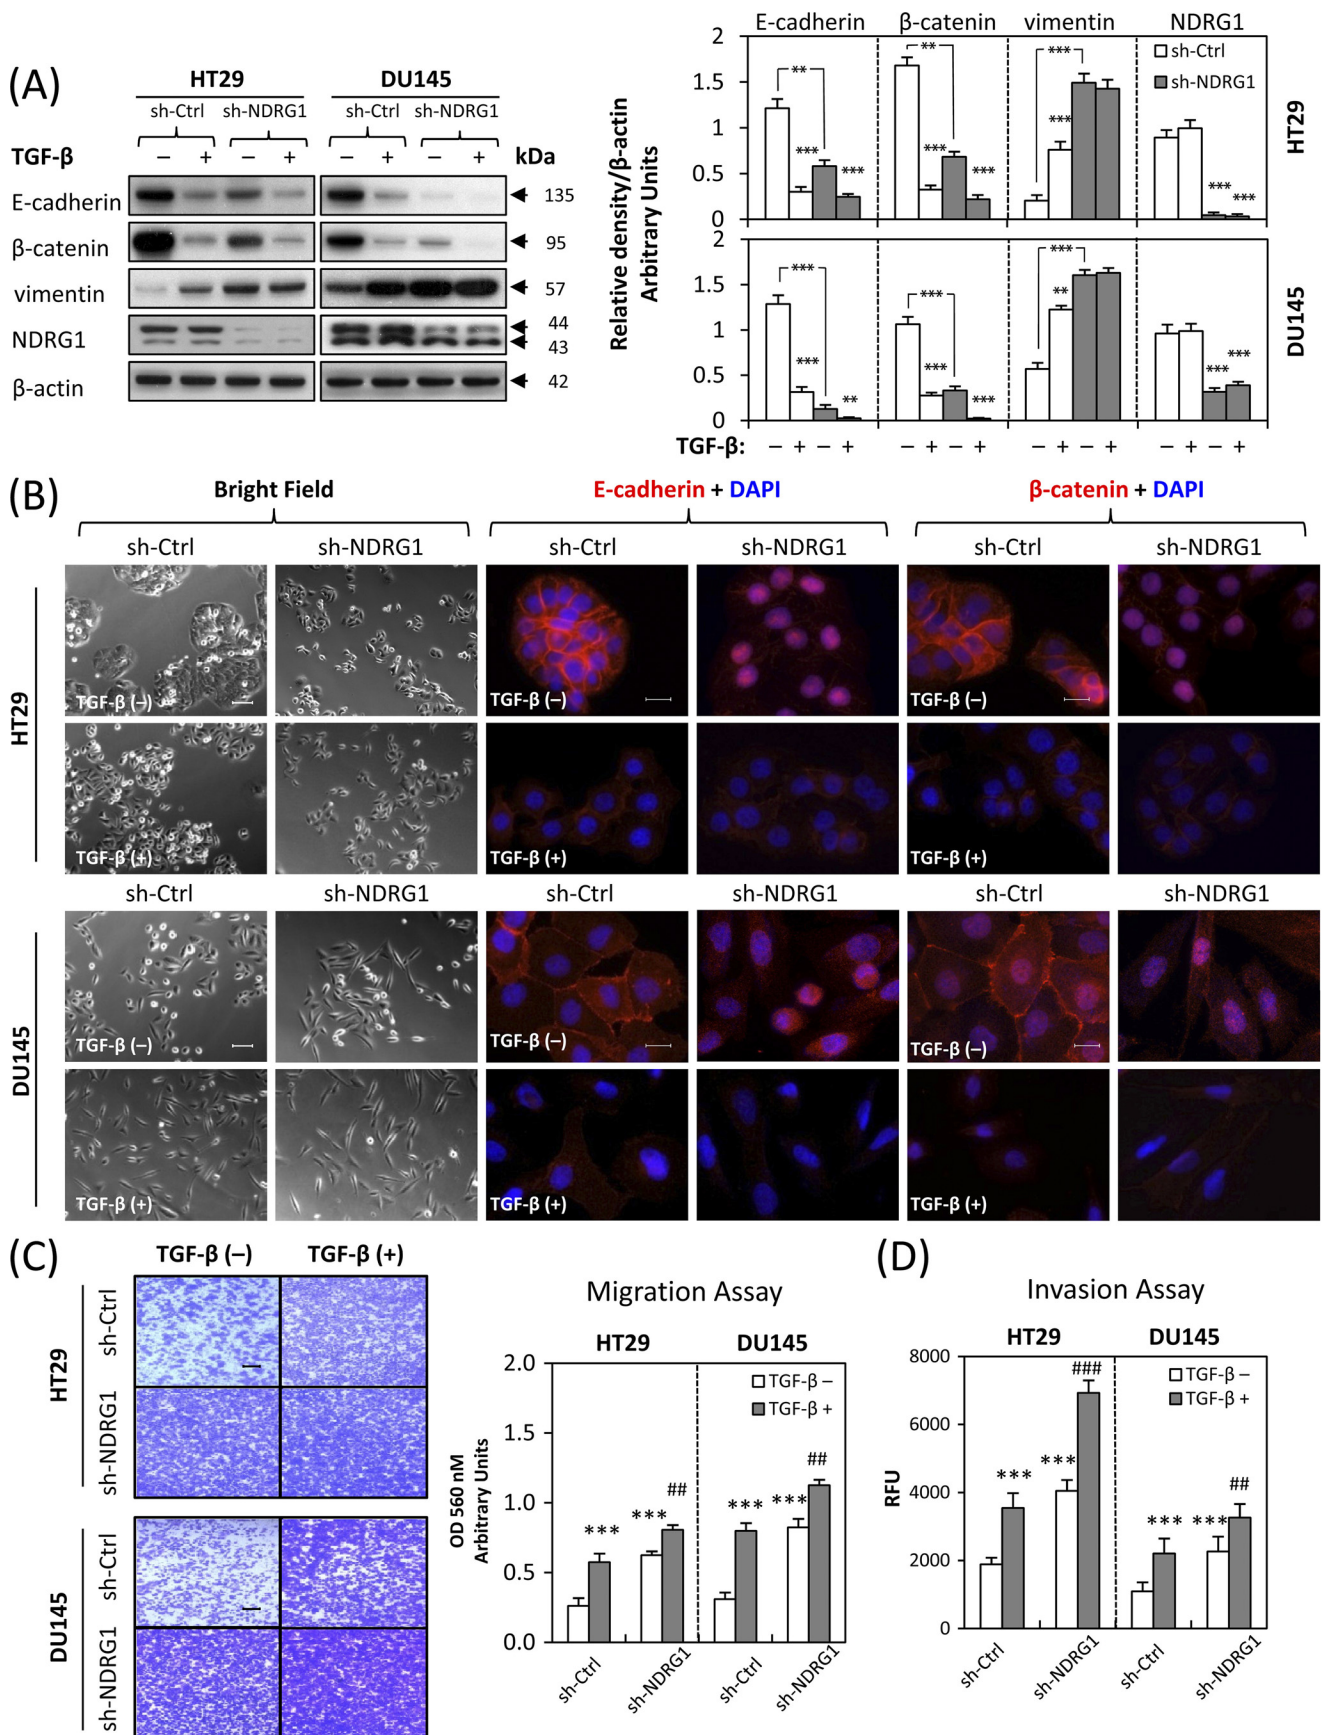 (A)
HT29 DU145
sh-Ctrl sh-NDRG1 sh-Ctrl sh-NDRG1
TGF-β – + – + – + – + kDa
E-cadherin 135
β-catenin 95
vimentin 57
NDRG1 44
43
β-actin 42
E-cadherin β-catenin vimentin NDRG1
Relative density/β-actin
Arbitrary Units
2
1.5
1
0.5
0
** *** *** ** *** *** *** *** *** ***
sh-Ctrl
sh-NDRG1
HT29
2
1.5
1
0.5
0
*** *** ** *** *** *** *** ** *** ***
DU145
TGF-β: – + – + – + – + – + – + – + – +
(B)
Bright Field E-cadherin + DAPI β-catenin + DAPI
sh-Ctrl sh-NDRG1 sh-Ctrl sh-NDRG1 sh-Ctrl sh-NDRG1
HT29
TGF-β (–) TGF-β (–) TGF-β (–)
TGF-β (+) TGF-β (+) TGF-β (+)
sh-Ctrl sh-NDRG1 sh-Ctrl sh-NDRG1 sh-Ctrl sh-NDRG1
DU145
TGF-β (–) TGF-β (–) TGF-β (–)
TGF-β (+) TGF-β (+) TGF-β (+)
(C)
TGF-β (–) TGF-β (+)
HT29
sh-Ctrl
sh-NDRG1
DU145
sh-Ctrl
sh-NDRG1
Migration Assay
HT29 DU145
OD 560 nM
Arbitrary Units
2.0
1.5
1.0
0.5
0.0
TGF-β –
TGF-β +
*** *** ## *** *** ##
sh-Ctrl sh-NDRG1 sh-Ctrl sh-NDRG1
(D)
Invasion Assay
HT29 DU145
RFU
8000
6000
4000
2000
0
TGF-β –
TGF-β +
*** *** ### *** *** ##
sh-Ctrl sh-NDRG1 sh-Ctrl sh-NDRG1